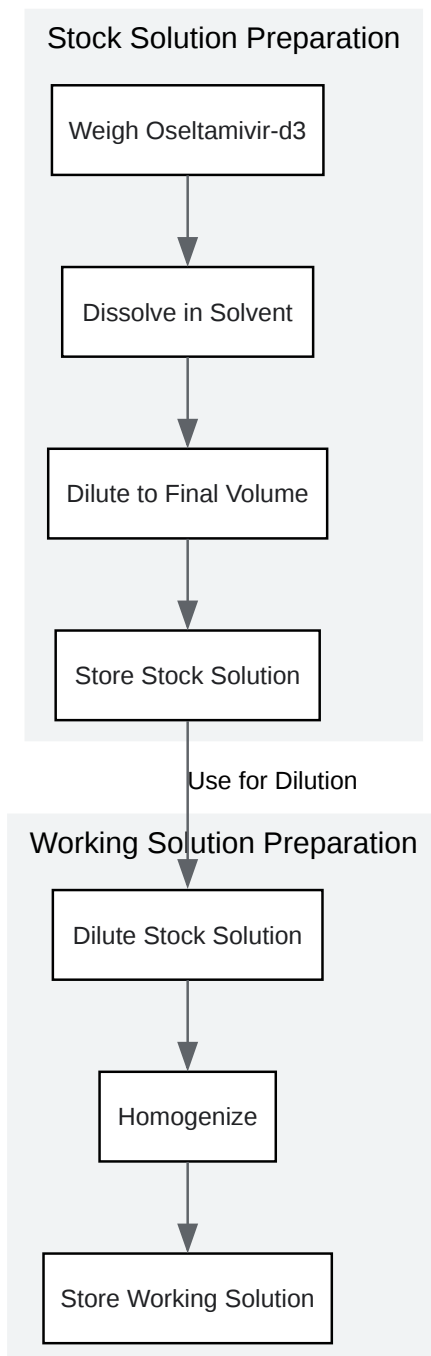 Stock Solution Preparation
Weigh Oseltamivir-d3
Dissolve in Solvent
Dilute to Final Volume
Store Stock Solution
Use for Dilution
Working Solution Preparation
Dilute Stock Solution
Homogenize
Store Working Solution